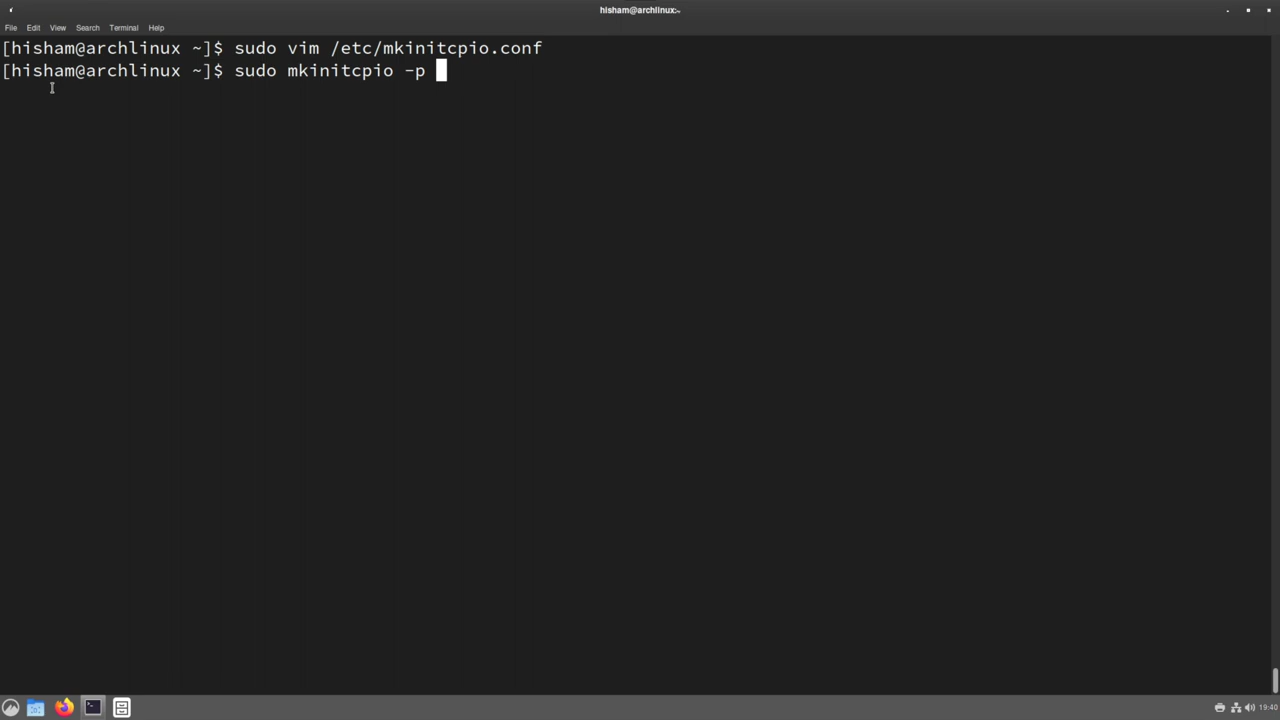 hisham@archlinux:~
File Edit View Search Terminal Help
[hisham@archlinux ~]$ sudo vim /etc/mkinitcpio.conf
[hisham@archlinux ~]$ sudo mkinitcpio -p
19:40